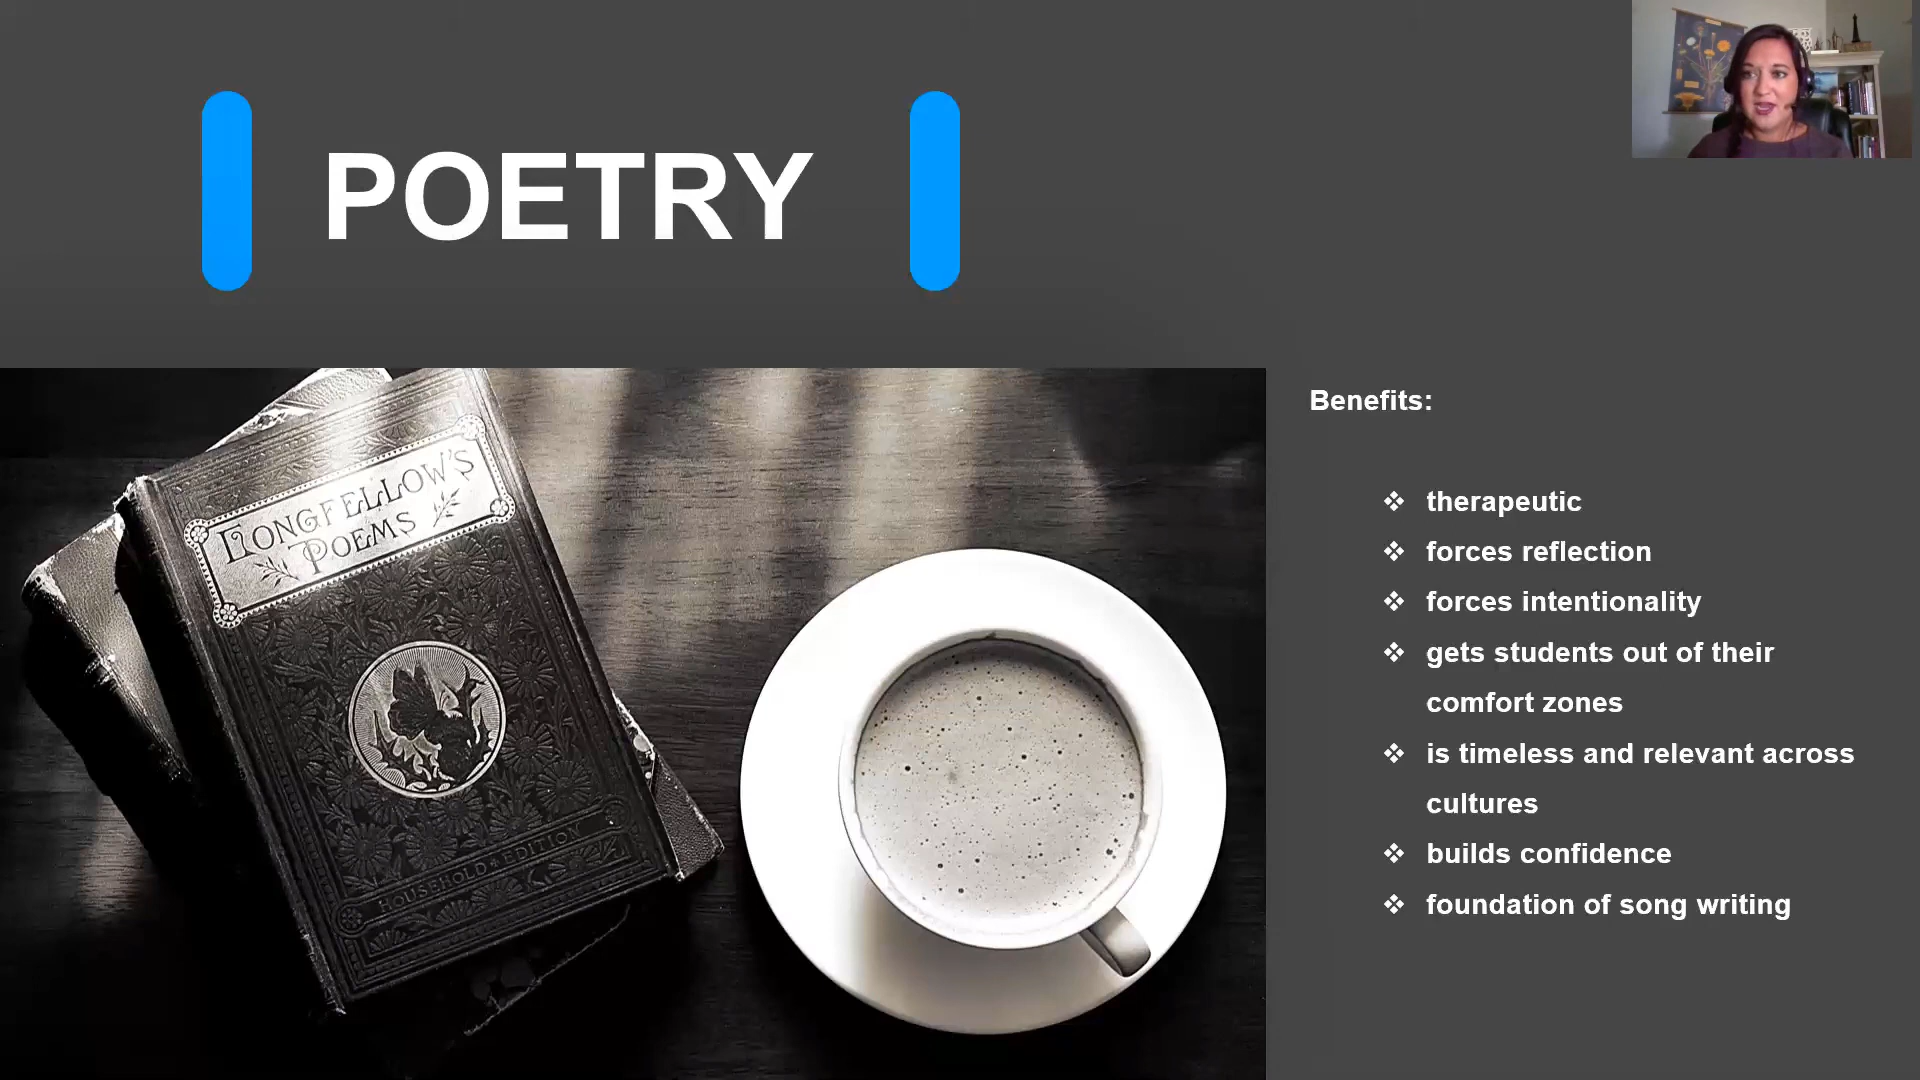 POETRY
LONGFELLOW'S
POEMS
HOUSEHOLD EDITION
Benefits:
❖ therapeutic
❖ forces reflection
❖ forces intentionality
❖ gets students out of their
comfort zones
❖ is timeless and relevant across
cultures
❖ builds confidence
❖ foundation of song writing